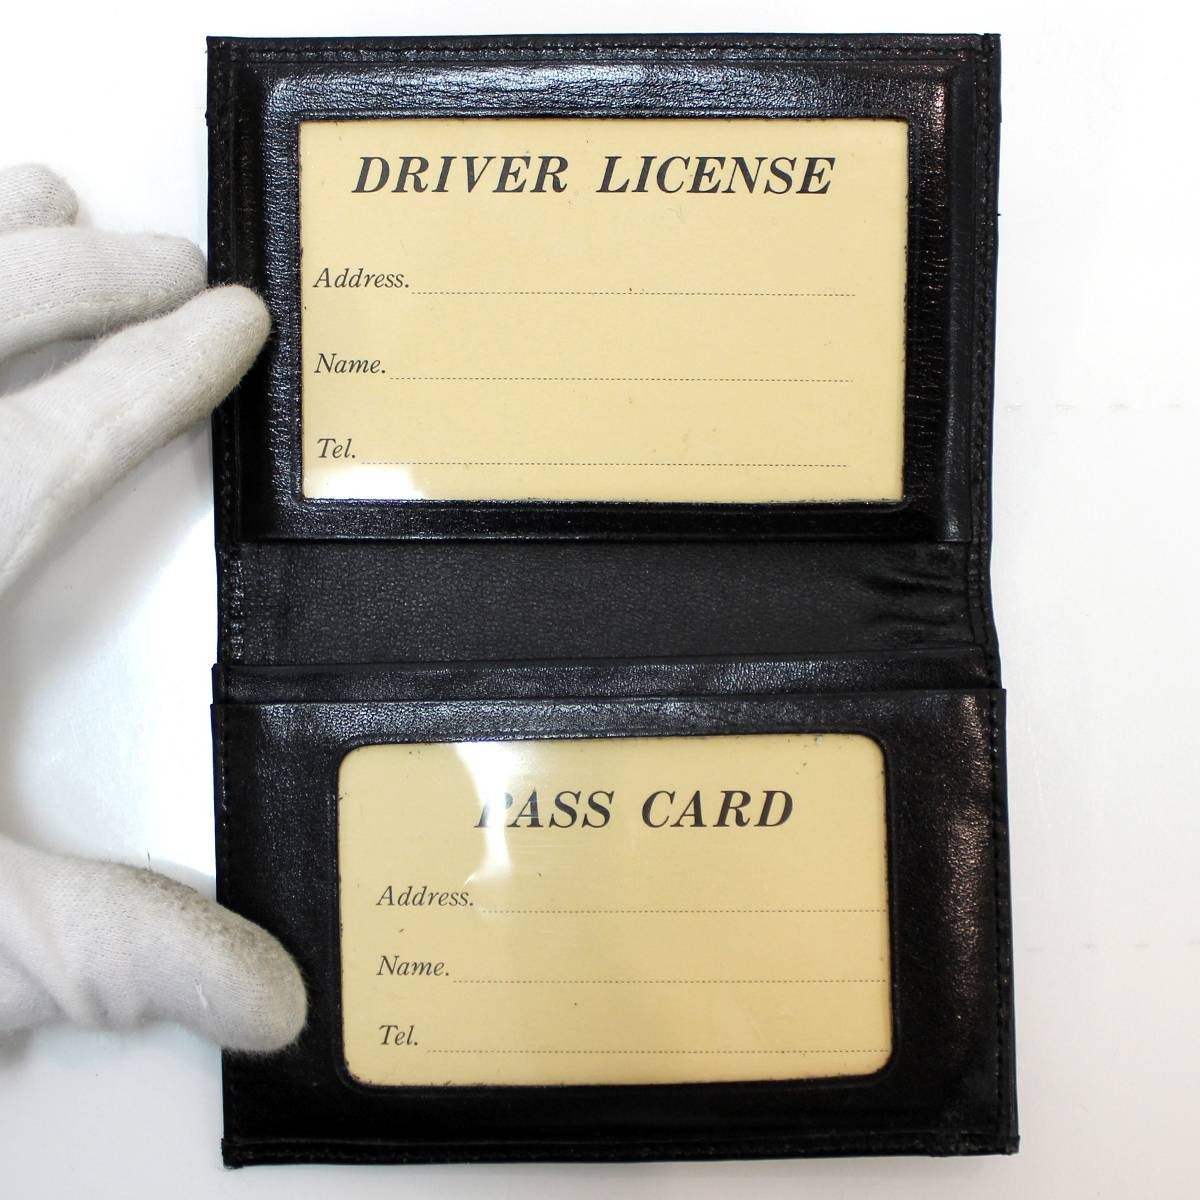 DRIVER LICENSE
Address.
Name.
Tel.
PASS CARD
Address.
Name.
Tel.